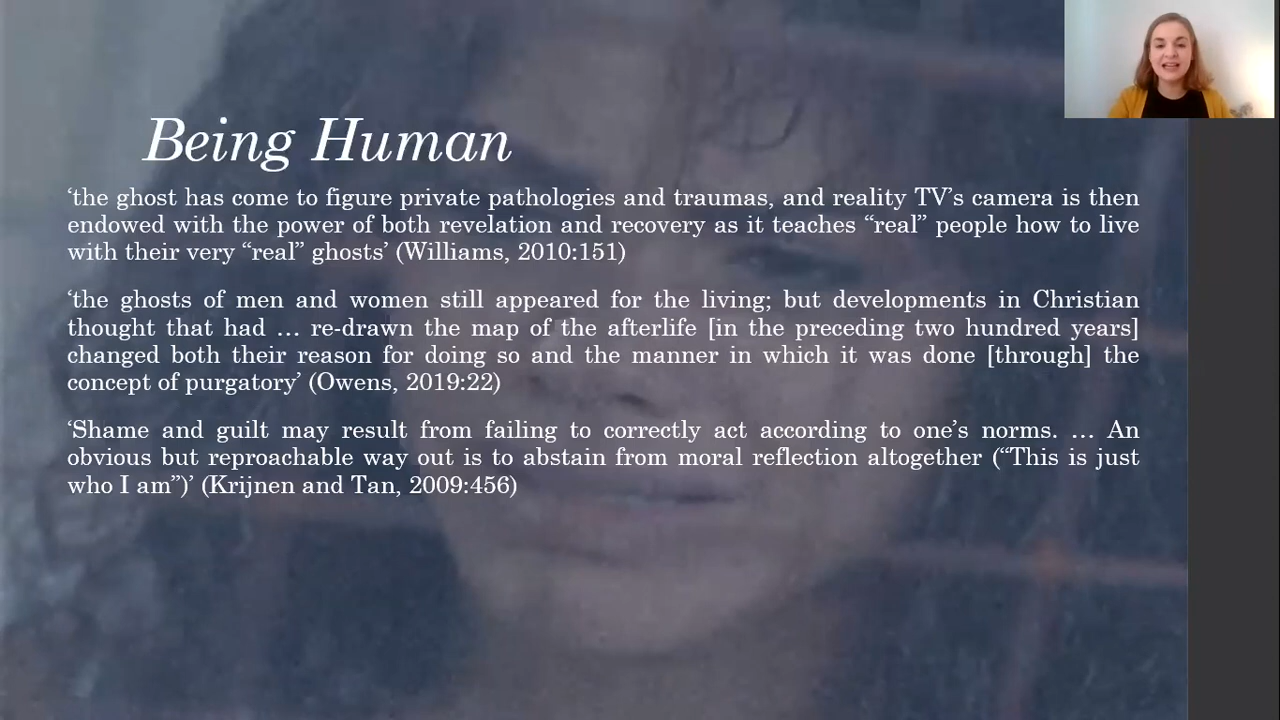 Being Human
‘the ghost has come to figure private pathologies and traumas, and reality TV’s camera is then
endowed with the power of both revelation and recovery as it teaches “real” people how to live
with their very “real” ghosts’ (Williams, 2010:151)
‘the ghosts of men and women still appeared for the living; but developments in Christian
thought that had … re-drawn the map of the afterlife [in the preceding two hundred years]
changed both their reason for doing so and the manner in which it was done [through] the
concept of purgatory’ (Owens, 2019:22)
‘Shame and guilt may result from failing to correctly act according to one’s norms. … An
obvious but reproachable way out is to abstain from moral reflection altogether (“This is just
who I am”)’ (Krijnen and Tan, 2009:456)